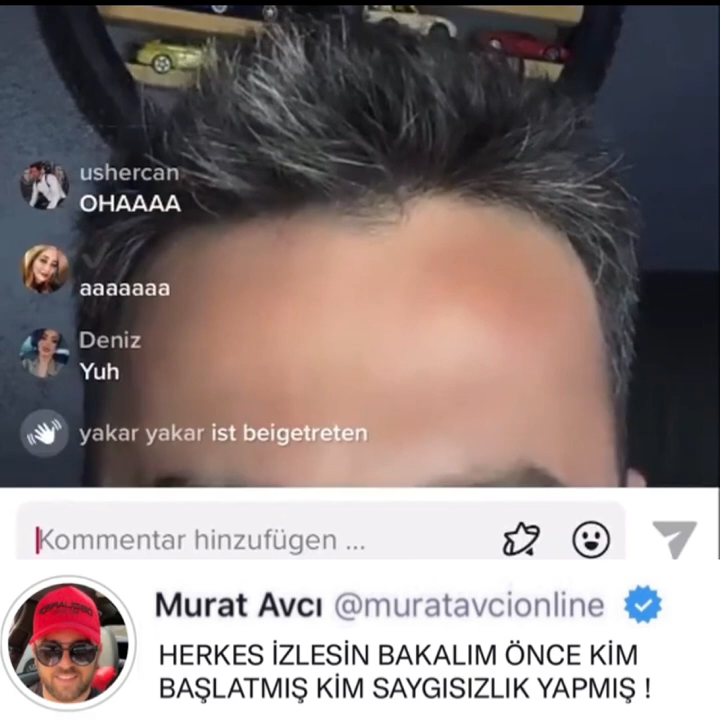 ushercan
OHAAAA
aaaaaaa
Deniz
Yuh
yakar yakar ist beigetreten
Kommentar hinzufügen ...
Murat Avcı @muratavcionline
HERKES İZLESİN BAKALIM ÖNCE KİM
BAŞLATMIŞ KİM SAYGISIZLIK YAPMIŞ !